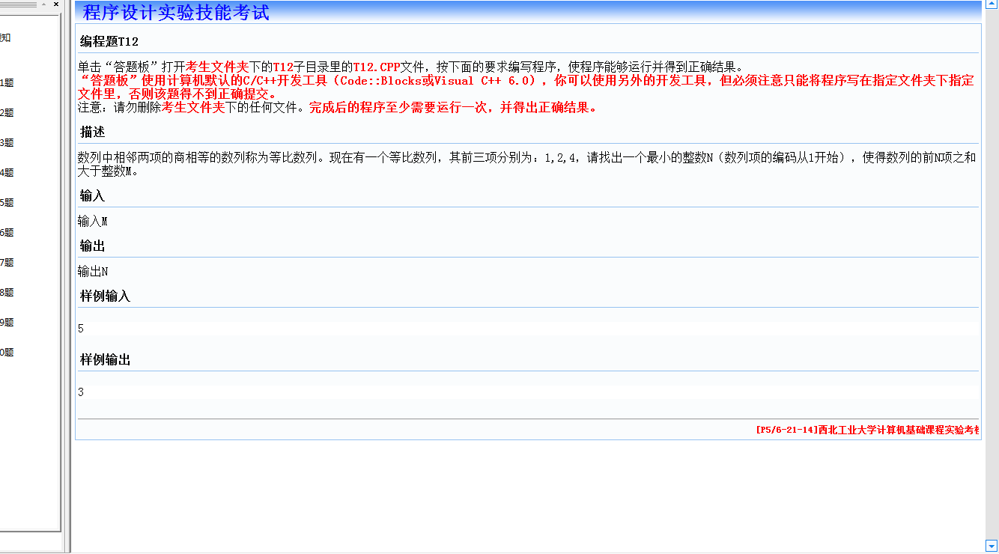 程序设计实验技能考试
编程题T12
单击“答题板”打开考生文件夹下的T12子目录里的T12.CPP文件，按下面的要求编写程序，使程序能够运行并得到正确结果。
“答题板”使用计算机默认的C/C++开发工具（Code::Blocks或Visual C++ 6.0），你可以使用另外的开发工具，但必须注意只能将程序写在指定文件夹下指定
文件里，否则该题得不到正确提交。
注意：请勿删除考生文件夹下的任何文件。完成后的程序至少需要运行一次，并得出正确结果。
描述
数列中相邻两项的商相等的数列称为等比数列。现在有一个等比数列，其前三项分别为：1,2,4，请找出一个最小的整数N（数列项的编码从1开始），使得数列的前N项之和
大于整数M。
输入
输入M
输出
输出N
样例输入
5
样例输出
3
[P5/6-21-14]西北工业大学计算机基础课程实验考
知
1题
2题
3题
4题
5题
6题
7题
8题
9题
0题